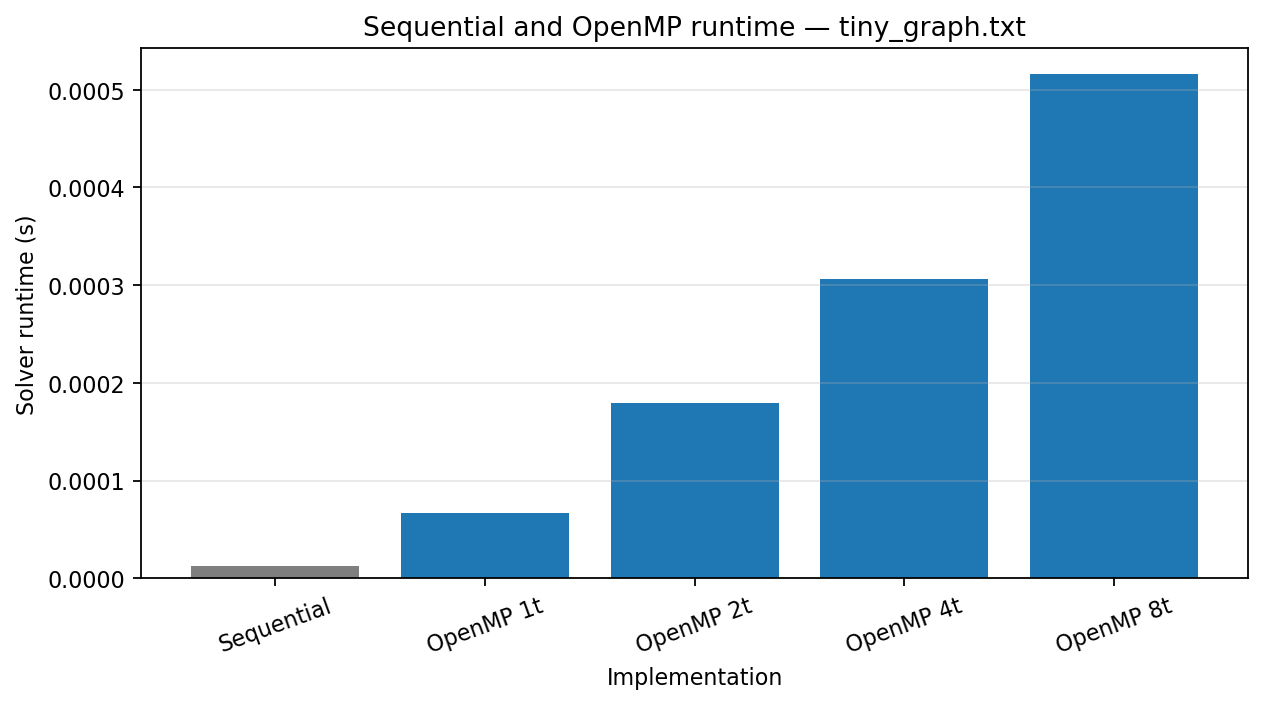 Sequential and OpenMP runtime — tiny_graph.txt
Solver runtime (s)
0.0005
0.0004
0.0003
0.0002
0.0001
0.0000
Sequential
OpenMP 1t
OpenMP 2t
OpenMP 4t
OpenMP 8t
Implementation